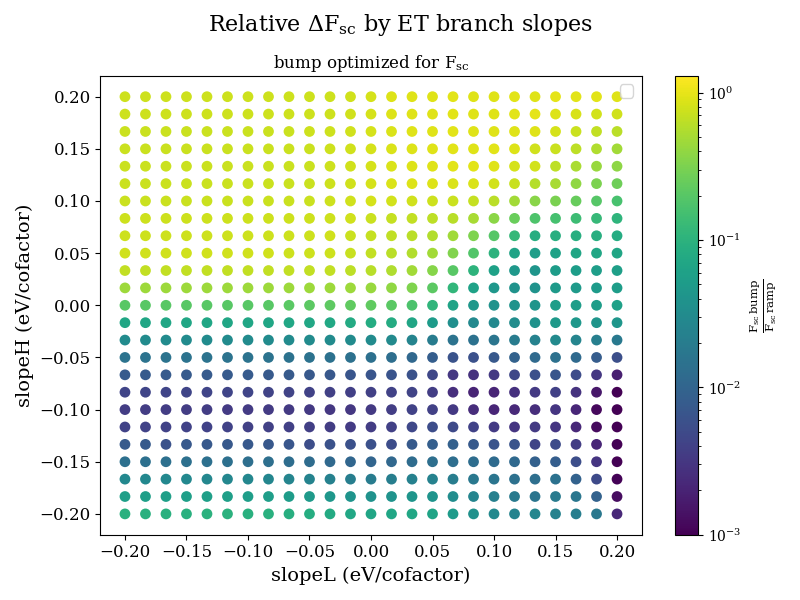 Relative ΔF_sc by ET branch slopes
bump optimized for F_sc
0.20
0.15
0.10
0.05
0.00
−0.05
−0.10
−0.15
−0.20
slopeH (eV/cofactor)
−0.20 −0.15 −0.10 −0.05 0.00 0.05 0.10 0.15 0.20
slopeL (eV/cofactor)
10^0
10^−1
10^−2
10^−3
F_sc bump
F_sc ramp